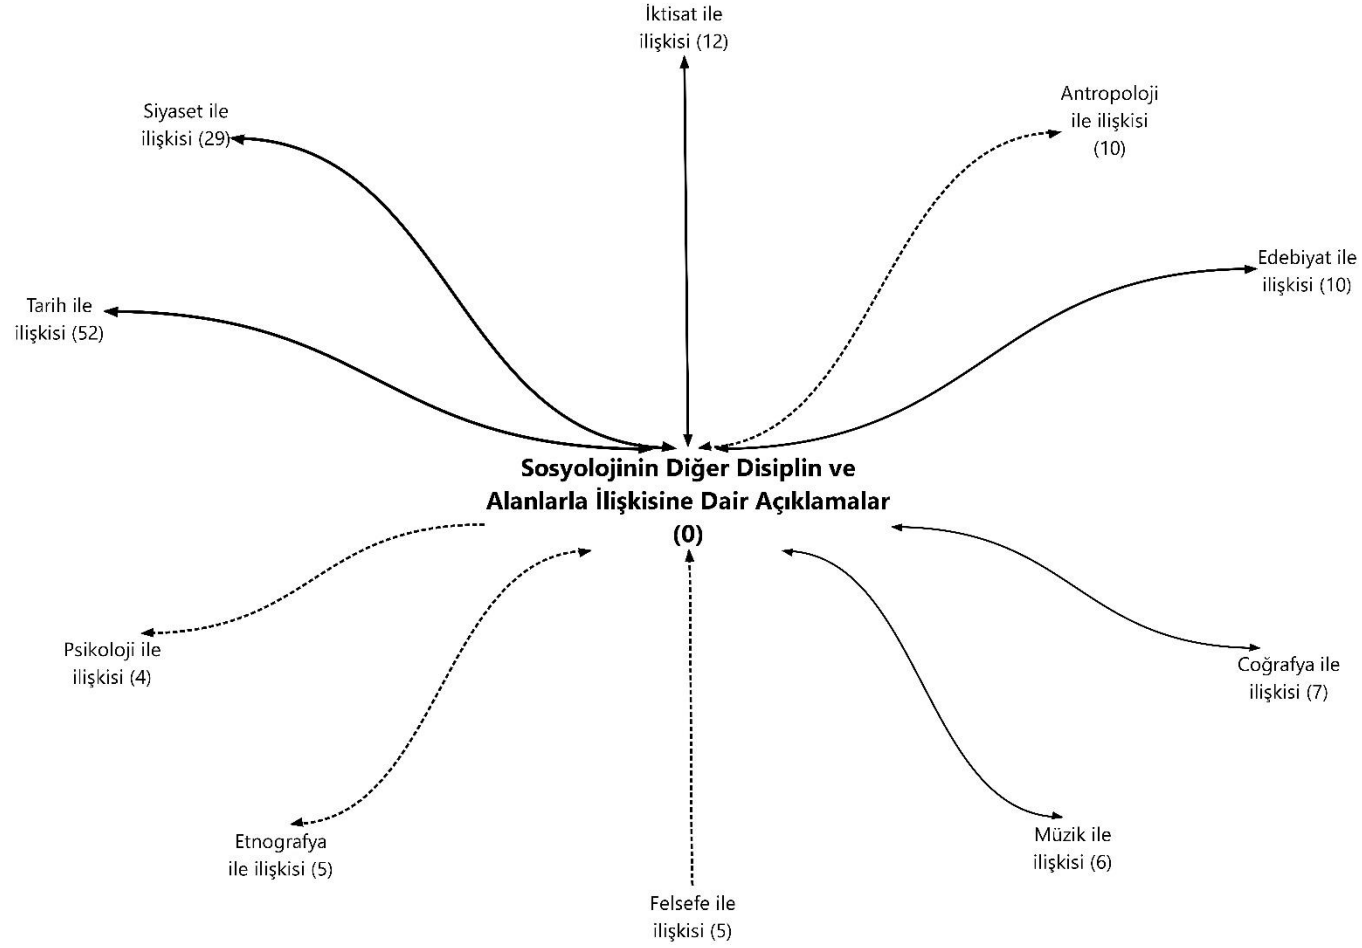 İktisat ile
ilişkisi (12)
Siyaset ile
ilişkisi (29)
Antropoloji
ile ilişkisi
(10)
Edebiyat ile
ilişkisi (10)
Tarih ile
ilişkisi (52)
Sosyolojinin Diğer Disiplin ve
Alanlarla İlişkisine Dair Açıklamalar
(0)
Psikoloji ile
ilişkisi (4)
Coğrafya ile
ilişkisi (7)
Etnografya
ile ilişkisi (5)
Müzik ile
ilişkisi (6)
Felsefe ile
ilişkisi (5)